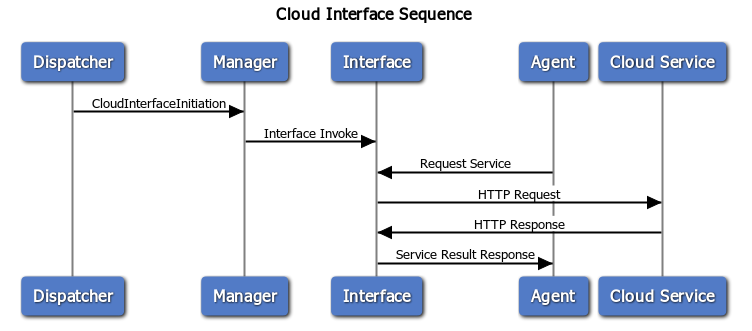 Cloud Interface Sequence
Dispatcher Manager Interface Agent Cloud Service
CloudInterfaceInitiation
Interface Invoke
Request Service
HTTP Request
HTTP Response
Service Result Response
Dispatcher Manager Interface Agent Cloud Service